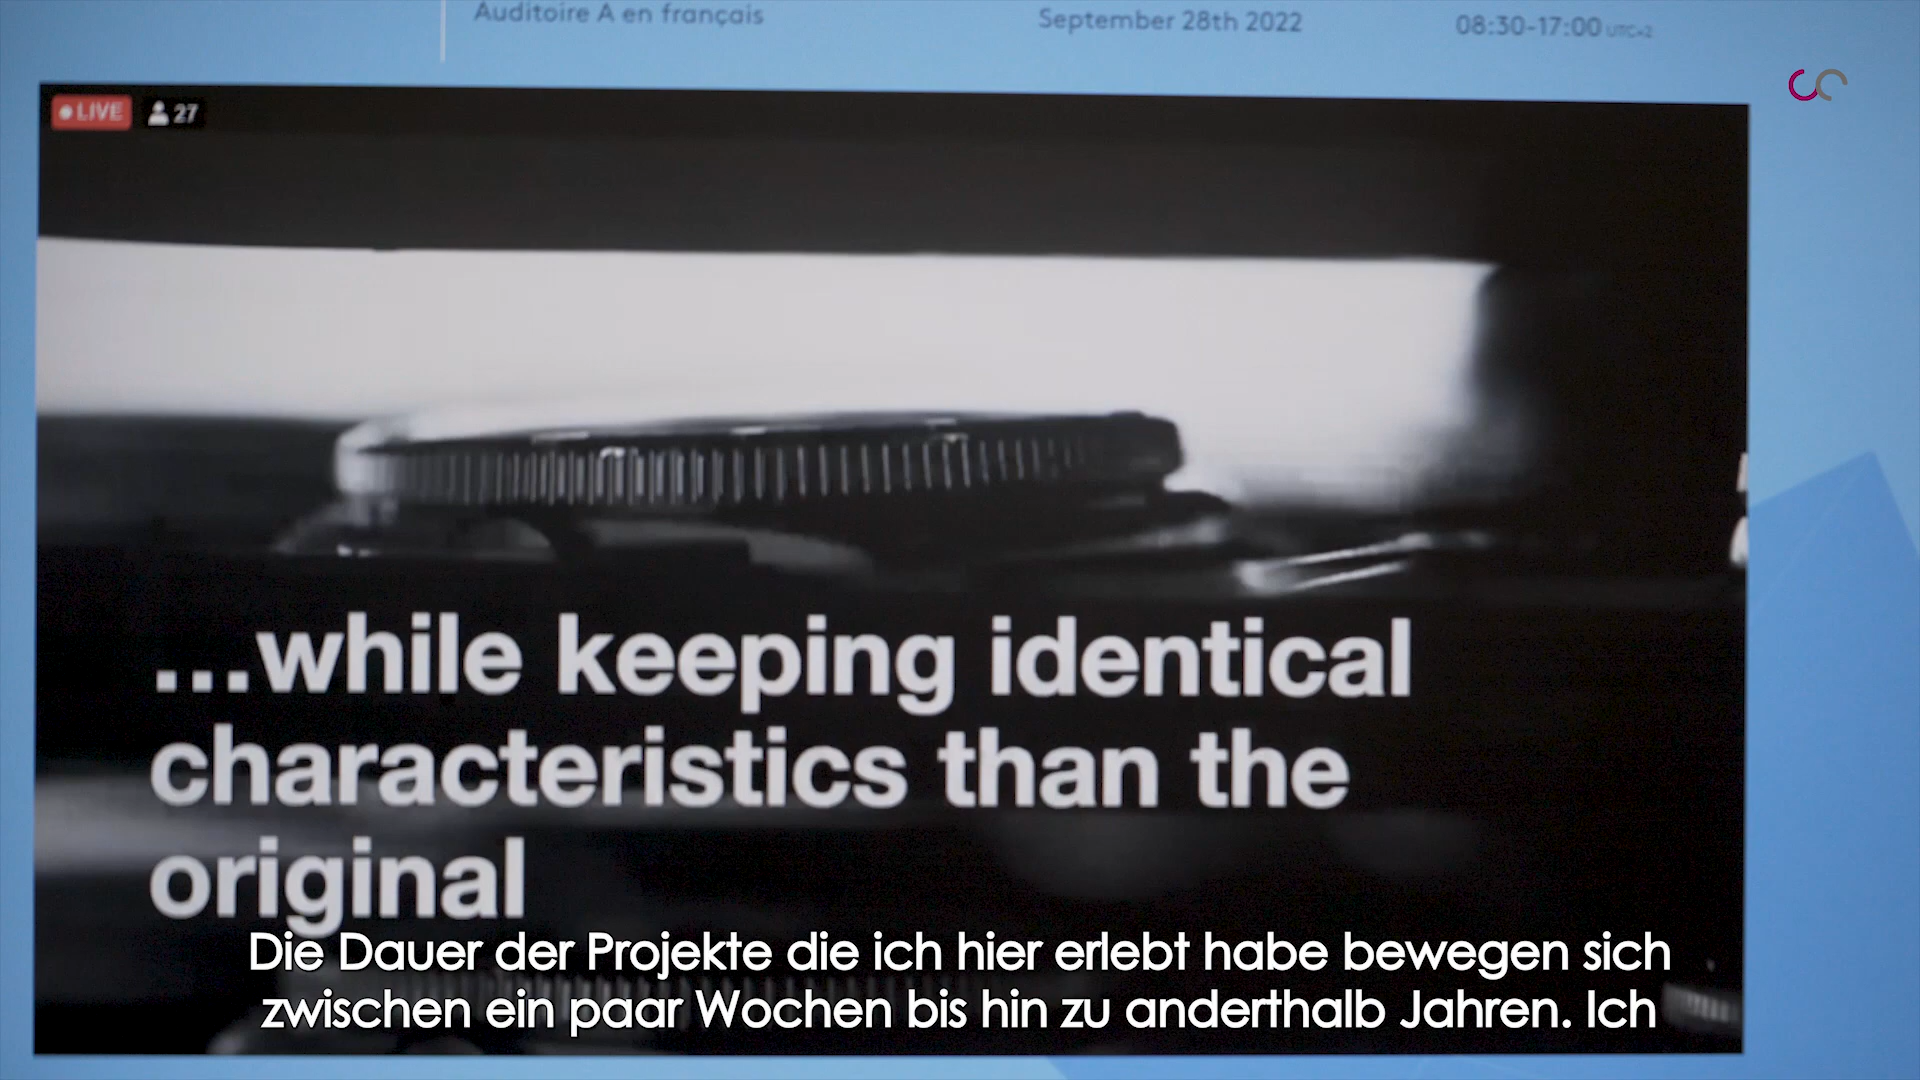 Auditoire A en français
September 28th 2022
08:30-17:00 UTC+2
LIVE
27
...while keeping identical
characteristics than the
original
Die Dauer der Projekte die ich hier erlebt habe bewegen sich
zwischen ein paar Wochen bis hin zu anderthalb Jahren. Ich